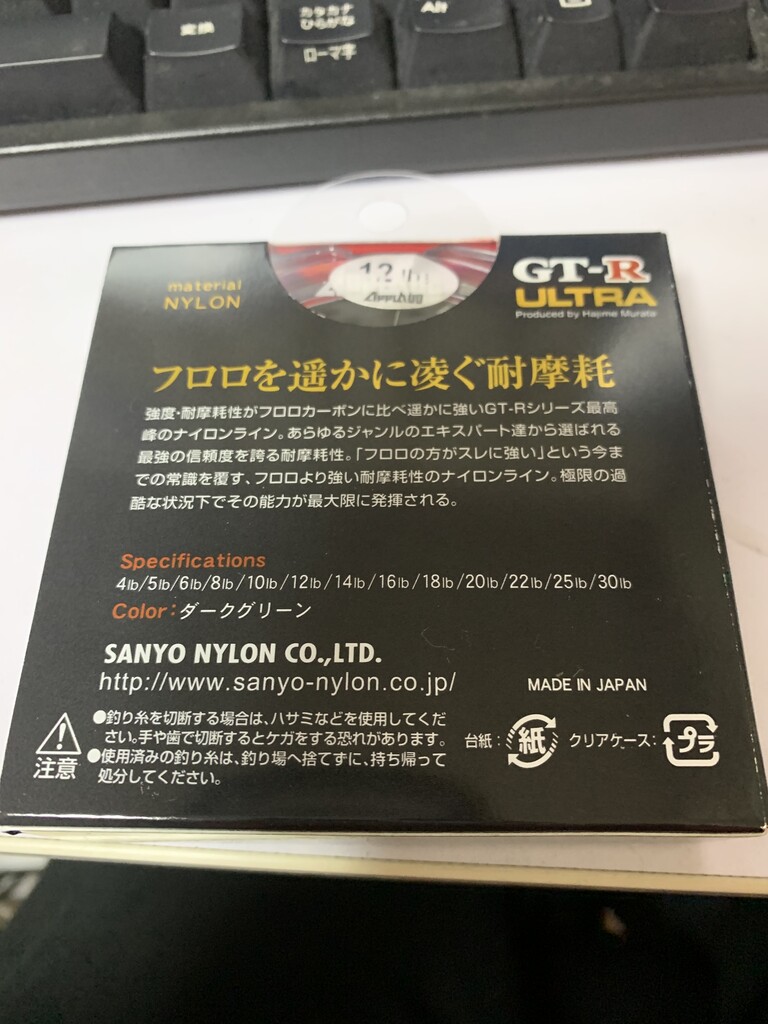 変換
カタカナ
ひらがな
ローマ字
Alt
12 lb
APPLAUD
material
NYLON
GT-R
ULTRA
Produced by Hajime Murata
フロロを遥かに凌ぐ耐摩耗
強度・耐摩耗性がフロロカーボンに比べ遥かに強いGT-Rシリーズ最高
峰のナイロンライン。あらゆるジャンルのエキスパート達から選ばれる
最強の信頼度を誇る耐摩耗性。「フロロの方がスレに強い」という今ま
での常識を覆す、フロロより強い耐摩耗性のナイロンライン。極限の過
酷な状況下でその能力が最大限に発揮される。
Specifications
4lb/5lb/6lb/8lb/10lb/12lb/14lb/16lb/18lb/20lb/22lb/25lb/30lb
Color:ダークグリーン
SANYO NYLON CO.,LTD.
http://www.sanyo-nylon.co.jp/
MADE IN JAPAN
注意
●釣り糸を切断する場合は、ハサミなどを使用してくだ
さい。手や歯で切断するとケガをする恐れがあります。
●使用済みの釣り糸は、釣り場へ捨てずに、持ち帰って
処分してください。
台紙: 紙 クリアケース: プラ